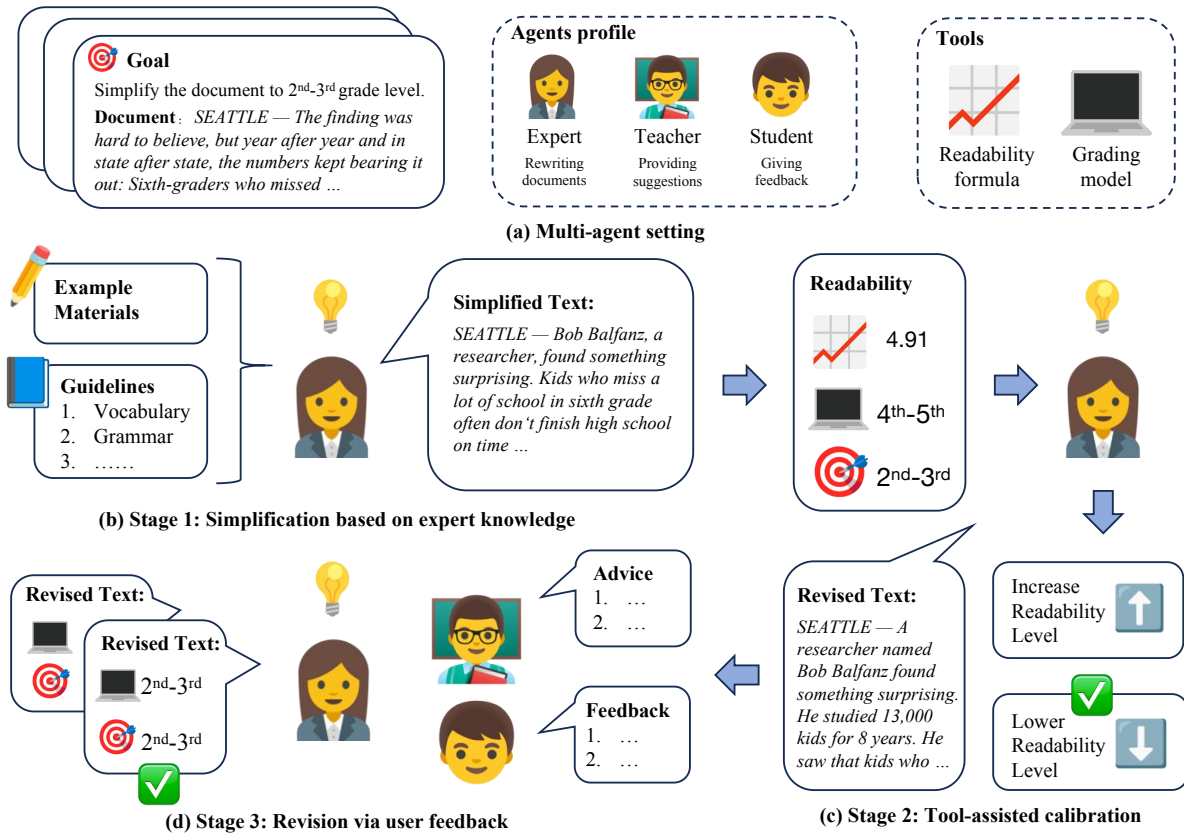 Goal
Simplify the document to 2nd-3rd grade level.
Document: SEATTLE — The finding was
hard to believe, but year after year and in
state after state, the numbers kept bearing it
out: Sixth-graders who missed …
Agents profile
Expert
Rewriting
documents
Teacher
Providing
suggestions
Student
Giving
feedback
Tools
Readability
formula
Grading
model
(a) Multi-agent setting
Example
Materials
Guidelines
1. Vocabulary
2. Grammar
3. ……
Simplified Text:
SEATTLE — Bob Balfanz, a
researcher, found something
surprising. Kids who miss a
lot of school in sixth grade
often don‘t finish high school
on time …
(b) Stage 1: Simplification based on expert knowledge
Readability
4.91
4th-5th
2nd-3rd
Increase
Readability
Level
Lower
Readability
Level
Revised Text:
SEATTLE — A
researcher named
Bob Balfanz found
something surprising.
He studied 13,000
kids for 8 years. He
saw that kids who …
(c) Stage 2: Tool-assisted calibration
Advice
1. …
2. …
Feedback
1. …
2. …
Revised Text:
Revised Text:
2nd-3rd
2nd-3rd
(d) Stage 3: Revision via user feedback